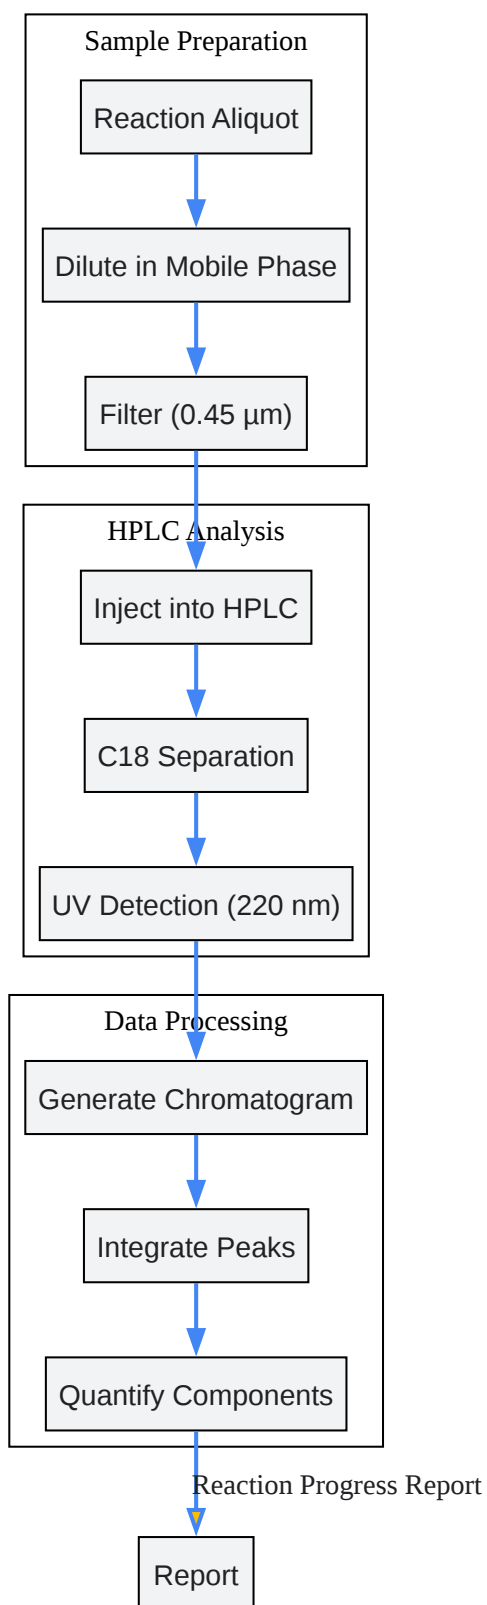 Sample Preparation
Reaction Aliquot
Dilute in Mobile Phase
Filter (0.45 µm)
HPLC Analysis
Inject into HPLC
C18 Separation
UV Detection (220 nm)
Data Processing
Generate Chromatogram
Integrate Peaks
Quantify Components
Reaction Progress Report
Report